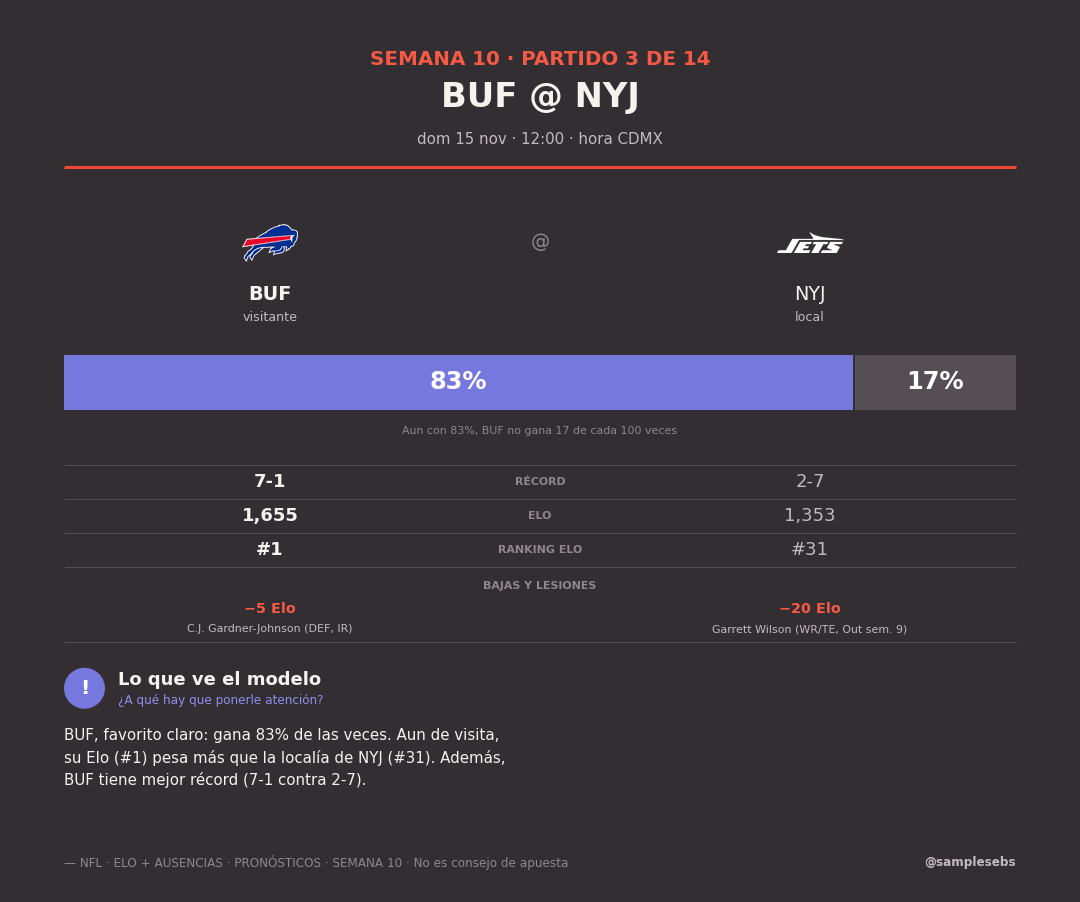 SEMANA 10 · PARTIDO 3 DE 14
BUF @ NYJ
dom 15 nov · 12:00 · hora CDMX
@
JETS
BUF
visitante
NYJ
local
83%
17%
Aun con 83%, BUF no gana 17 de cada 100 veces
7-1 RÉCORD 2-7
1,655 ELO 1,353
#1 RANKING ELO #31
BAJAS Y LESIONES
−5 Elo
C.J. Gardner-Johnson (DEF, IR)
−20 Elo
Garrett Wilson (WR/TE, Out sem. 9)
!
Lo que ve el modelo
¿A qué hay que ponerle atención?
BUF, favorito claro: gana 83% de las veces. Aun de visita,
su Elo (#1) pesa más que la localía de NYJ (#31). Además,
BUF tiene mejor récord (7-1 contra 2-7).
— NFL · ELO + AUSENCIAS · PRONÓSTICOS · SEMANA 10 · No es consejo de apuesta
@samplesebs